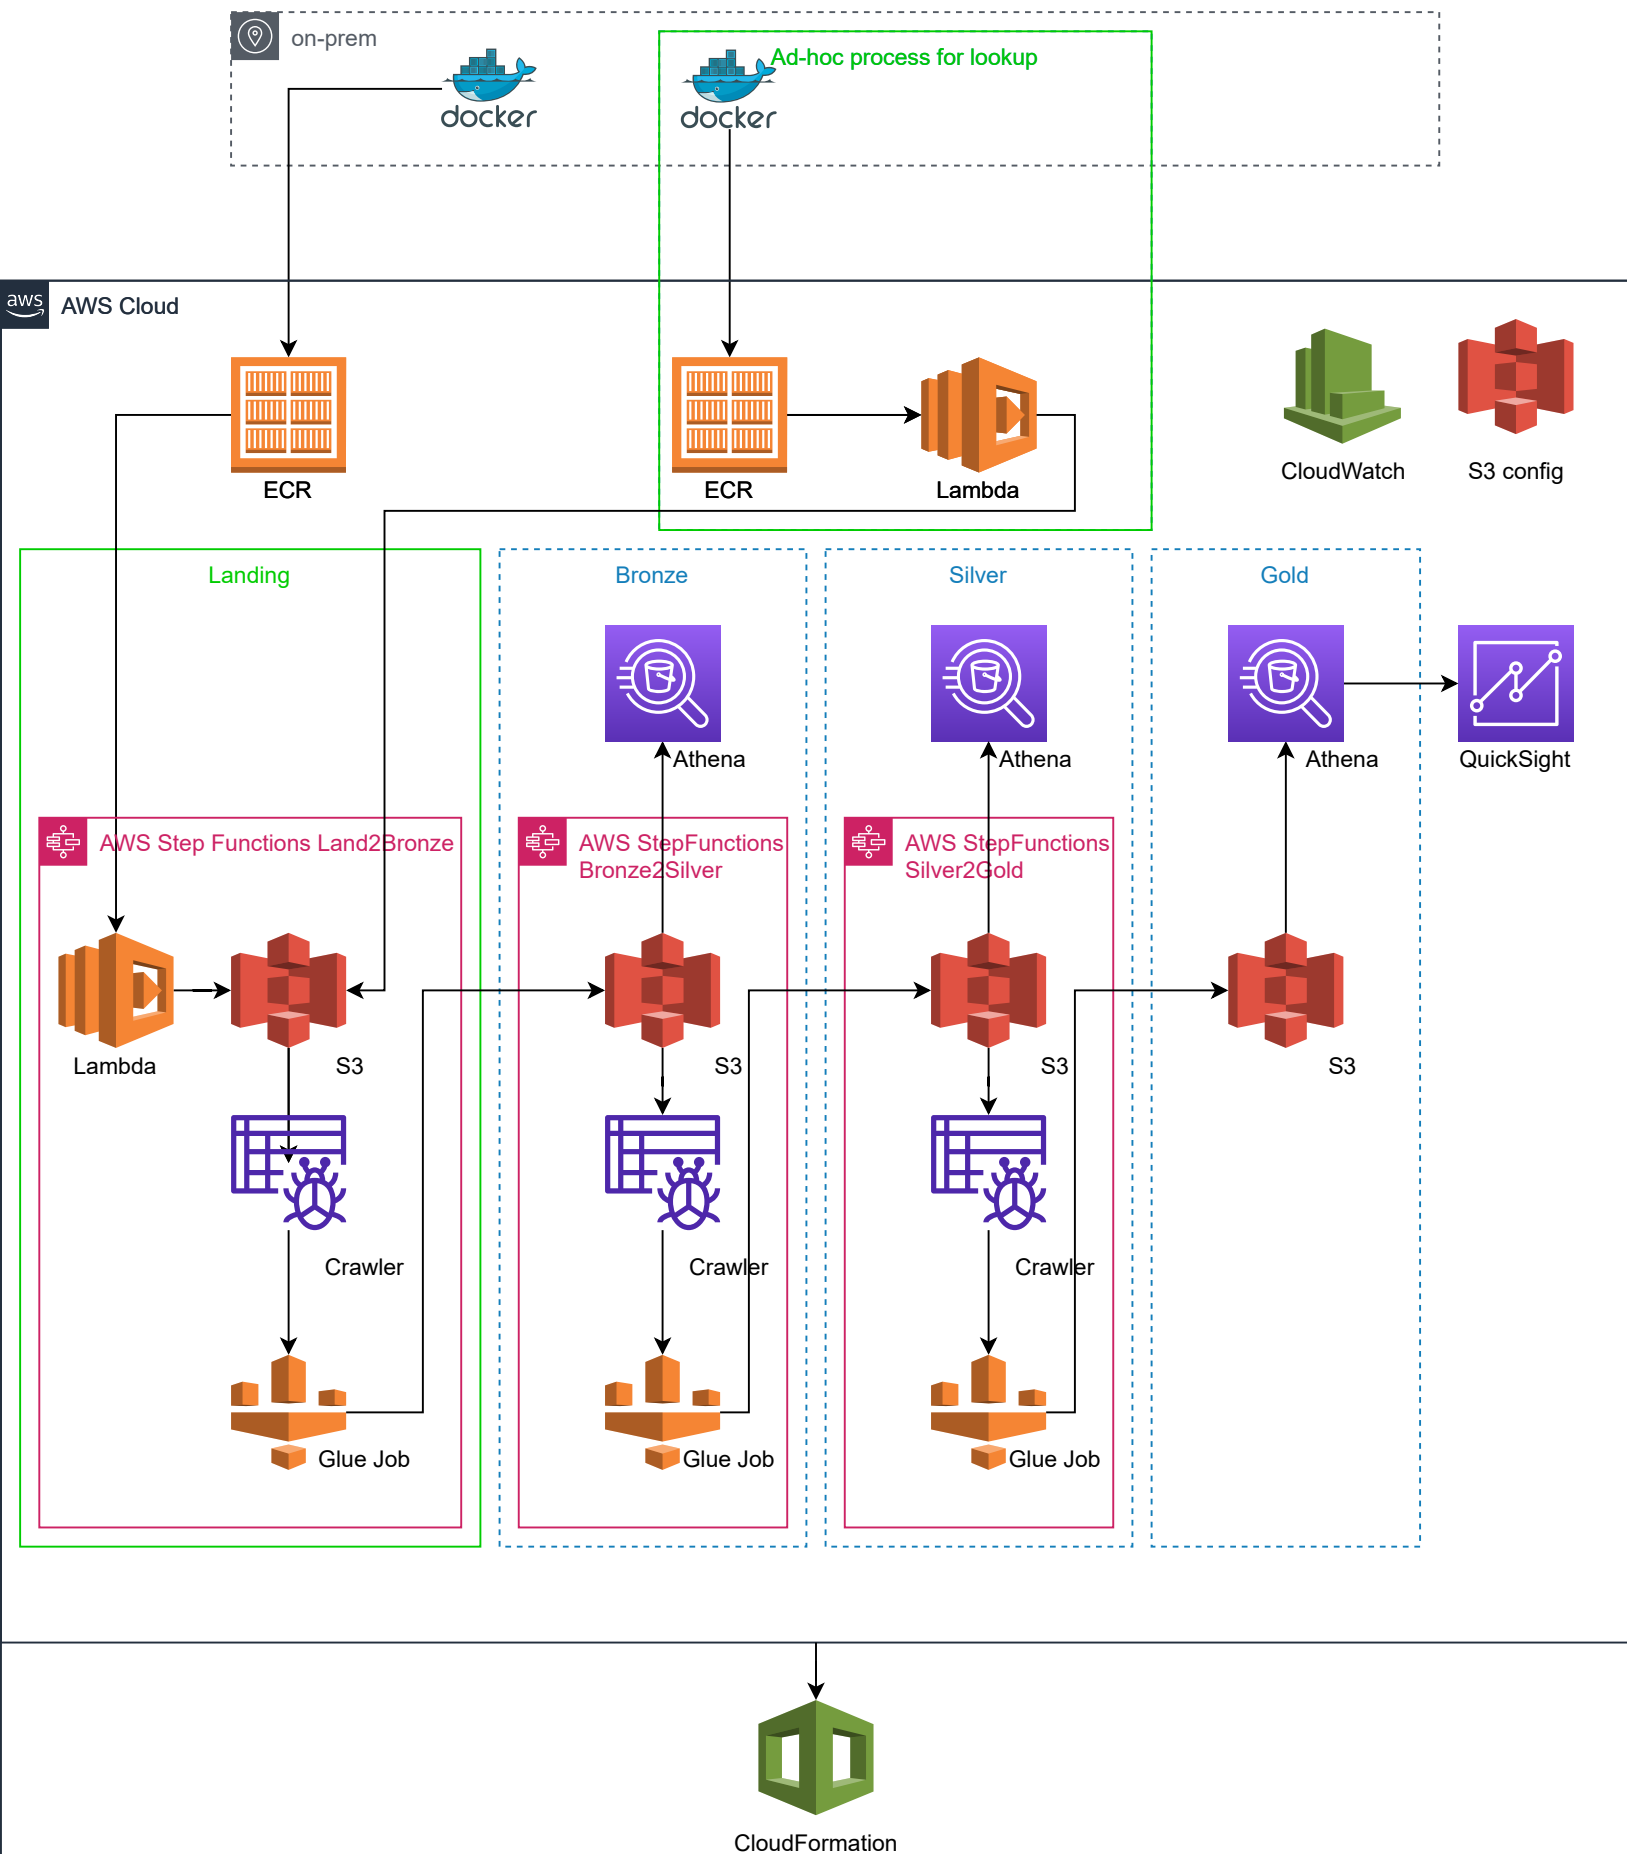 on-prem
Ad-hoc process for lookup
docker
docker
aws
AWS Cloud
ECR
ECR
Lambda
CloudWatch
S3 config
Landing
Bronze
Silver
Gold
Athena
Athena
Athena
QuickSight
AWS Step Functions Land2Bronze
AWS StepFunctions
Bronze2Silver
AWS StepFunctions
Silver2Gold
Lambda
S3
S3
S3
S3
Crawler
Crawler
Crawler
Glue Job
Glue Job
Glue Job
CloudFormation